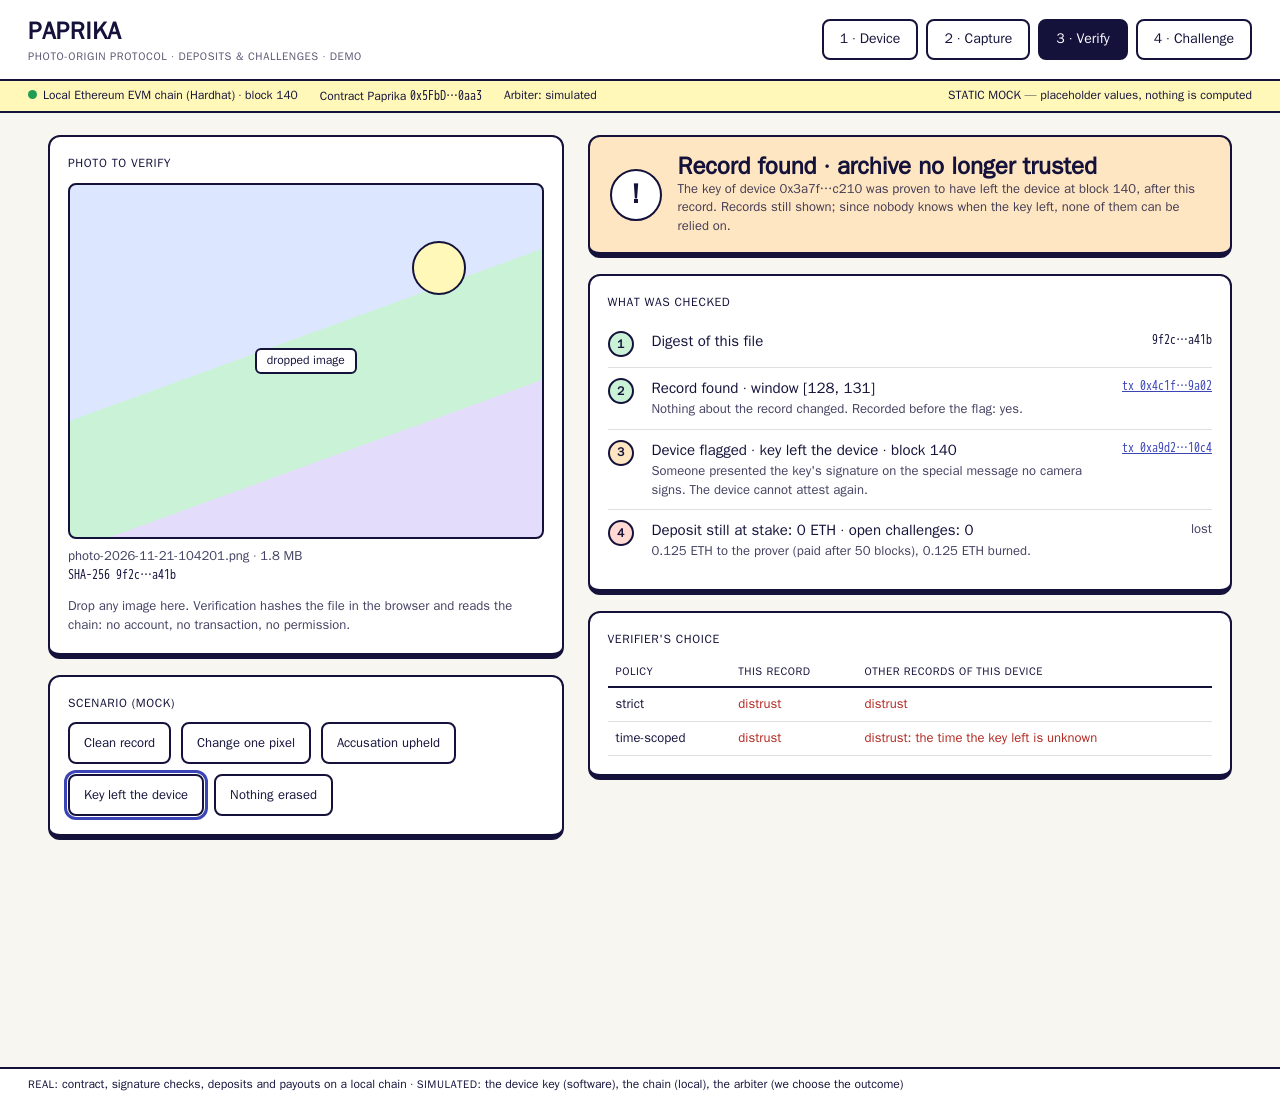 PAPRIKA
PHOTO-ORIGIN PROTOCOL · DEPOSITS & CHALLENGES · DEMO
1 · Device
2 · Capture
3 · Verify
4 · Challenge
Local Ethereum EVM chain (Hardhat) · block 140
Contract Paprika 0x5FbD…0aa3
Arbiter: simulated
STATIC MOCK — placeholder values, nothing is computed
PHOTO TO VERIFY
dropped image
photo-2026-11-21-104201.png · 1.8 MB
SHA-256 9f2c…a41b
Drop any image here. Verification hashes the file in the browser and reads the
chain: no account, no transaction, no permission.
SCENARIO (MOCK)
Clean record
Change one pixel
Accusation upheld
Key left the device
Nothing erased
!
Record found · archive no longer trusted
The key of device 0x3a7f…c210 was proven to have left the device at block 140, after this
record. Records still shown; since nobody knows when the key left, none of them can be
relied on.
WHAT WAS CHECKED
1
Digest of this file
9f2c…a41b
2
Record found · window [128, 131]
tx 0x4c1f…9a02
Nothing about the record changed. Recorded before the flag: yes.
3
Device flagged · key left the device · block 140
tx 0xa9d2…10c4
Someone presented the key's signature on the special message no camera
signs. The device cannot attest again.
4
Deposit still at stake: 0 ETH · open challenges: 0
lost
0.125 ETH to the prover (paid after 50 blocks), 0.125 ETH burned.
VERIFIER'S CHOICE
POLICY THIS RECORD OTHER RECORDS OF THIS DEVICE
strict distrust distrust
time-scoped distrust distrust: the time the key left is unknown
REAL: contract, signature checks, deposits and payouts on a local chain · SIMULATED: the device key (software), the chain (local), the arbiter (we choose the outcome)